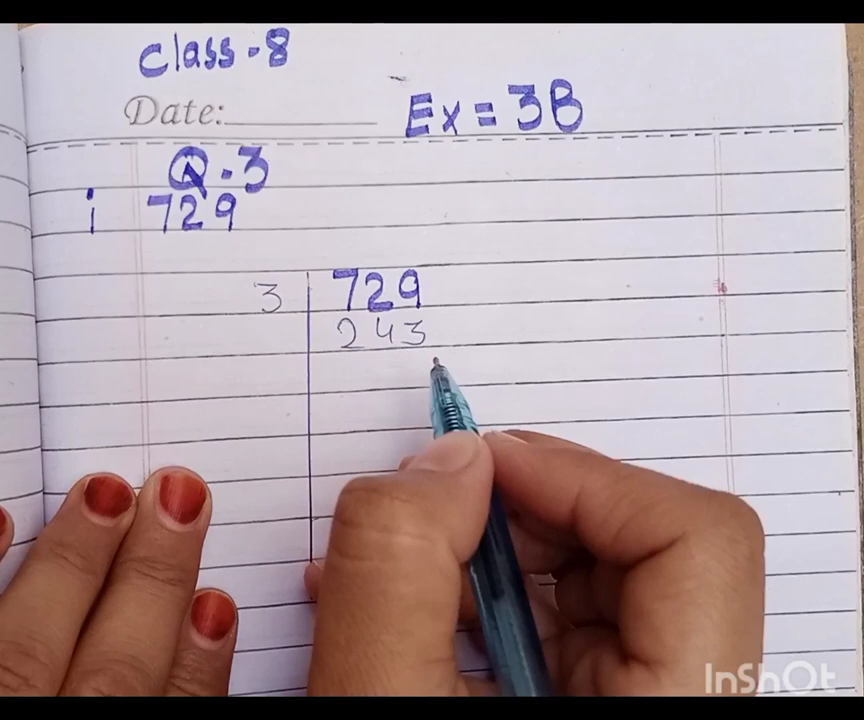 Class-8
Date: Ex = 3B
Q.3
i 729
3 729
243
InShOt